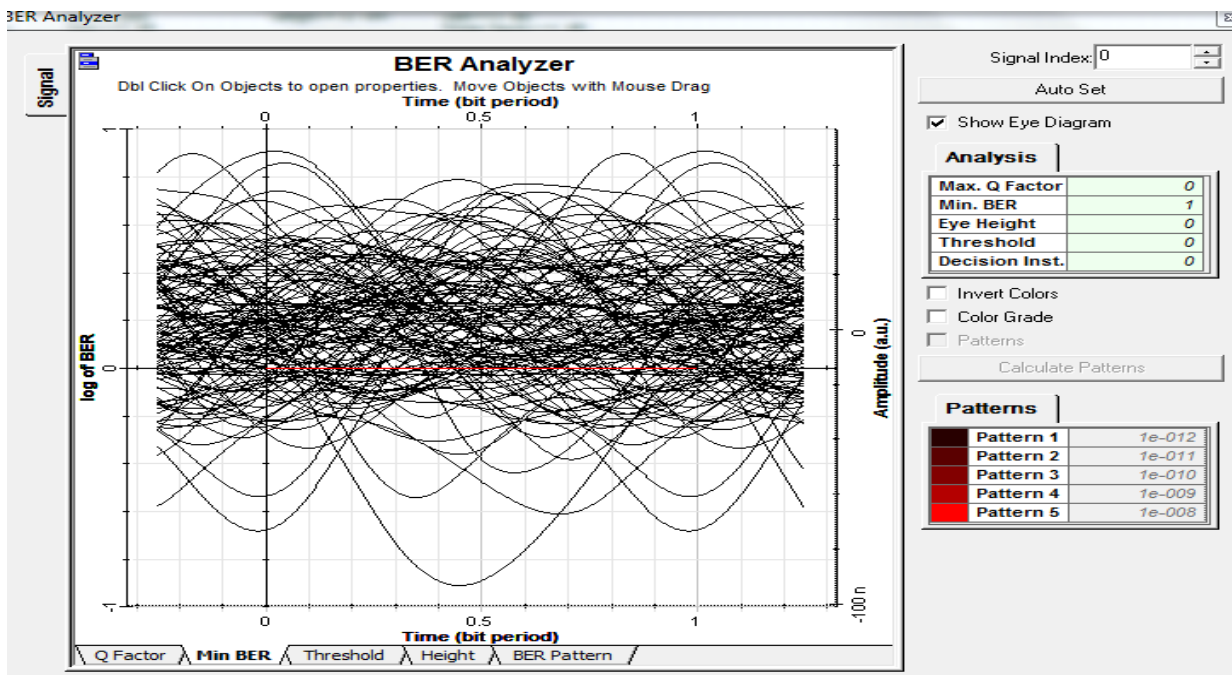 BER Analyzer
Signal
BER Analyzer
Dbl Click On Objects to open properties. Move Objects with Mouse Drag
Time (bit period)
0 0.5 1
1
0
-1
log of BER
0
-100 n
Amplitude (a.u.)
0 0.5 1
Time (bit period)
Q Factor Min BER Threshold Height BER Pattern
Signal Index: 0
Auto Set
Show Eye Diagram
Analysis
Max. Q Factor 0
Min. BER 1
Eye Height 0
Threshold 0
Decision Inst. 0
Invert Colors
Color Grade
Patterns
Calculate Patterns
Patterns
Pattern 1 1e-012
Pattern 2 1e-011
Pattern 3 1e-010
Pattern 4 1e-009
Pattern 5 1e-008